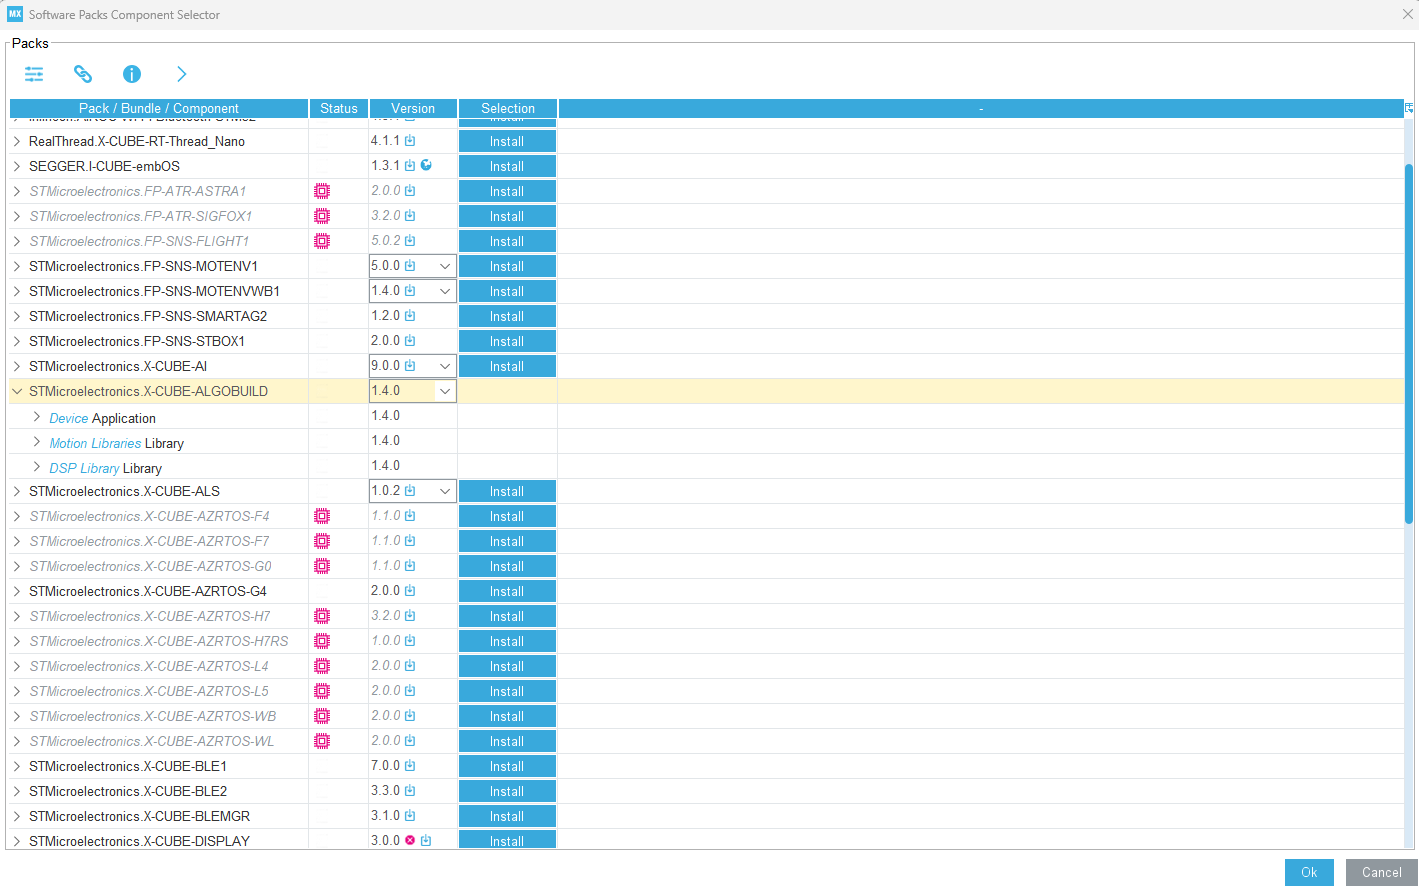 MX Software Packs Component Selector
Packs
Pack / Bundle / Component Status Version Selection -
RealThread.X-CUBE-RT-Thread_Nano 4.1.1 Install
SEGGER.I-CUBE-embOS 1.3.1 Install
STMicroelectronics.FP-ATR-ASTRA1 2.0.0 Install
STMicroelectronics.FP-ATR-SIGFOX1 3.2.0 Install
STMicroelectronics.FP-SNS-FLIGHT1 5.0.2 Install
STMicroelectronics.FP-SNS-MOTENV1 5.0.0 Install
STMicroelectronics.FP-SNS-MOTENVWB1 1.4.0 Install
STMicroelectronics.FP-SNS-SMARTAG2 1.2.0 Install
STMicroelectronics.FP-SNS-STBOX1 2.0.0 Install
STMicroelectronics.X-CUBE-AI 9.0.0 Install
STMicroelectronics.X-CUBE-ALGOBUILD 1.4.0
Device Application 1.4.0
Motion Libraries Library 1.4.0
DSP Library Library 1.4.0
STMicroelectronics.X-CUBE-ALS 1.0.2 Install
STMicroelectronics.X-CUBE-AZRTOS-F4 1.1.0 Install
STMicroelectronics.X-CUBE-AZRTOS-F7 1.1.0 Install
STMicroelectronics.X-CUBE-AZRTOS-G0 1.1.0 Install
STMicroelectronics.X-CUBE-AZRTOS-G4 2.0.0 Install
STMicroelectronics.X-CUBE-AZRTOS-H7 3.2.0 Install
STMicroelectronics.X-CUBE-AZRTOS-H7RS 1.0.0 Install
STMicroelectronics.X-CUBE-AZRTOS-L4 2.0.0 Install
STMicroelectronics.X-CUBE-AZRTOS-L5 2.0.0 Install
STMicroelectronics.X-CUBE-AZRTOS-WB 2.0.0 Install
STMicroelectronics.X-CUBE-AZRTOS-WL 2.0.0 Install
STMicroelectronics.X-CUBE-BLE1 7.0.0 Install
STMicroelectronics.X-CUBE-BLE2 3.3.0 Install
STMicroelectronics.X-CUBE-BLEMGR 3.1.0 Install
STMicroelectronics.X-CUBE-DISPLAY 3.0.0 Install
Ok Cancel